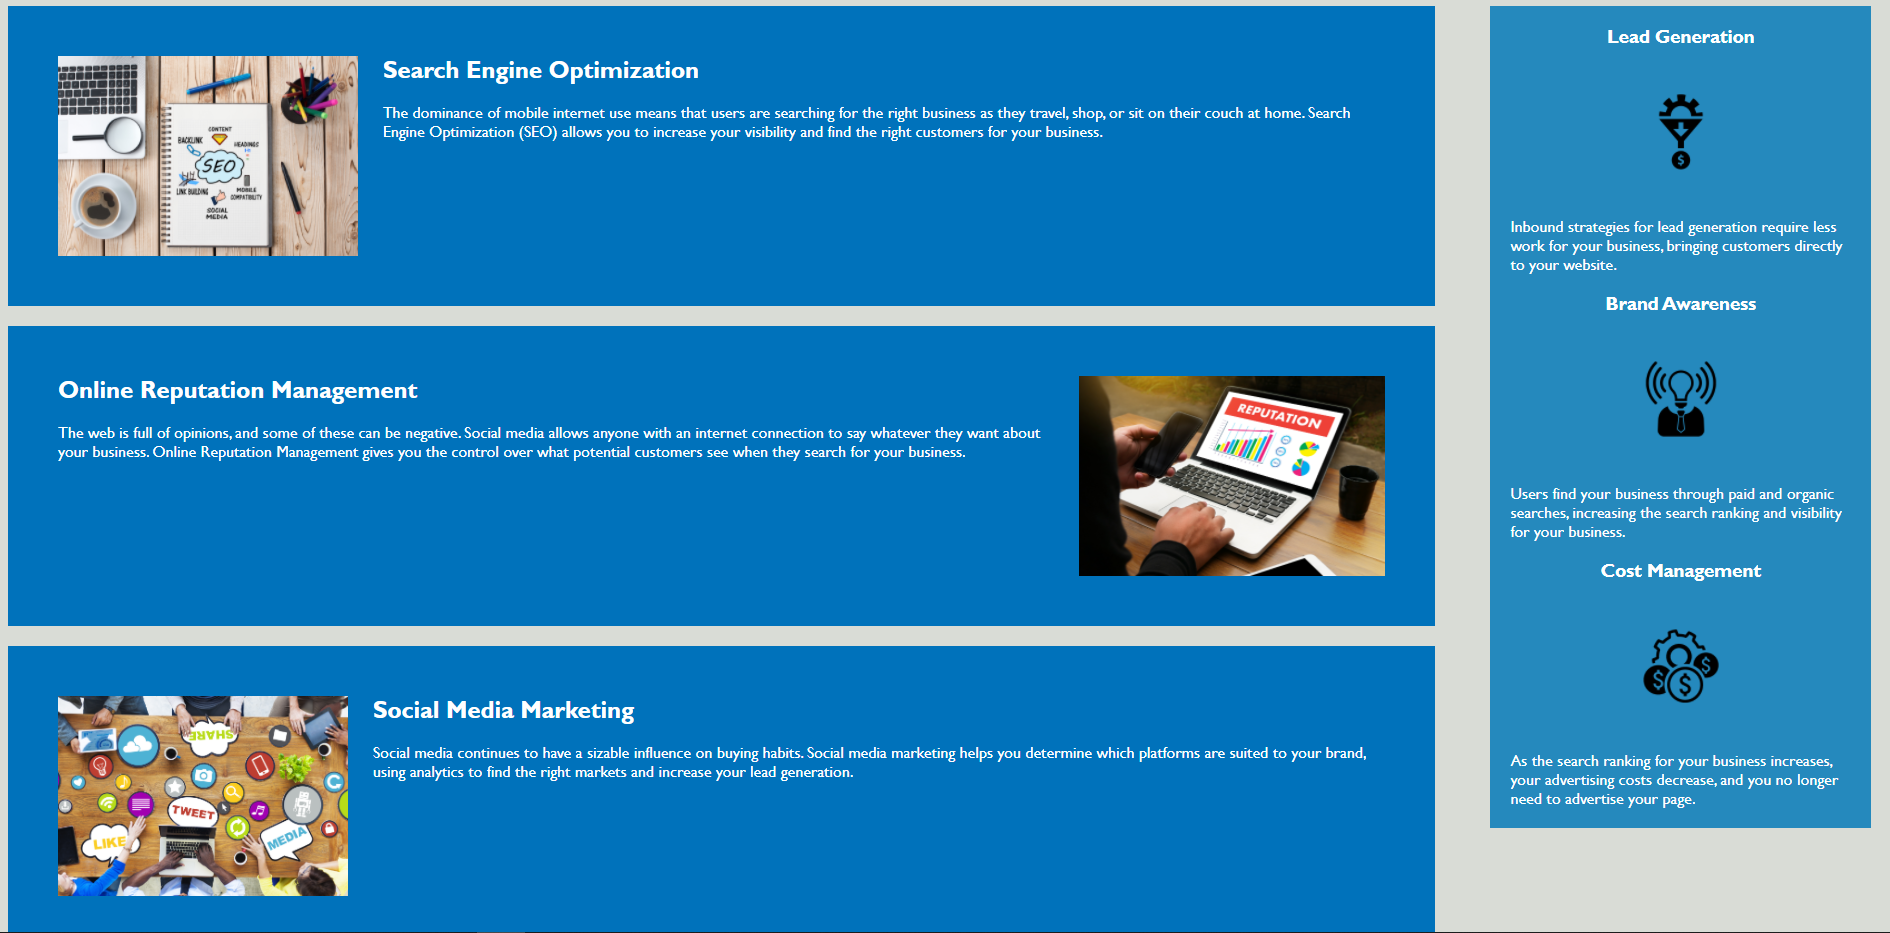 Search Engine Optimization
The dominance of mobile internet use means that users are searching for the right business as they travel, shop, or sit on their couch at home. Search
Engine Optimization (SEO) allows you to increase your visibility and find the right customers for your business.
CONTENT
BACKLINK
HEADINGS
SEO
LINK BUILDING
MOBILE
COMPATIBILITY
SOCIAL
MEDIA
Online Reputation Management
The web is full of opinions, and some of these can be negative. Social media allows anyone with an internet connection to say whatever they want about
your business. Online Reputation Management gives you the control over what potential customers see when they search for your business.
REPUTATION
Social Media Marketing
Social media continues to have a sizable influence on buying habits. Social media marketing helps you determine which platforms are suited to your brand,
using analytics to find the right markets and increase your lead generation.
SHARE
TWEET
LIKE
MEDIA
Lead Generation
$
Inbound strategies for lead generation require less
work for your business, bringing customers directly
to your website.
Brand Awareness
Users find your business through paid and organic
searches, increasing the search ranking and visibility
for your business.
Cost Management
$
$
$
As the search ranking for your business increases,
your advertising costs decrease, and you no longer
need to advertise your page.